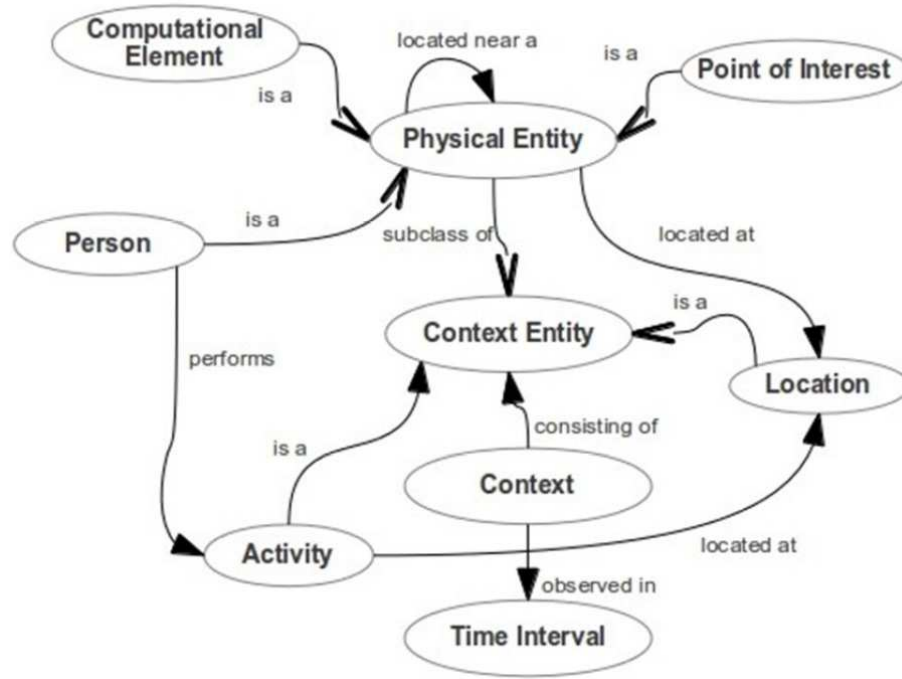 Computational
Element
located near a
is a
Point of Interest
is a
Physical Entity
is a
Person
subclass of
located at
is a
Context Entity
performs
Location
consisting of
is a
Context
Activity
located at
observed in
Time Interval